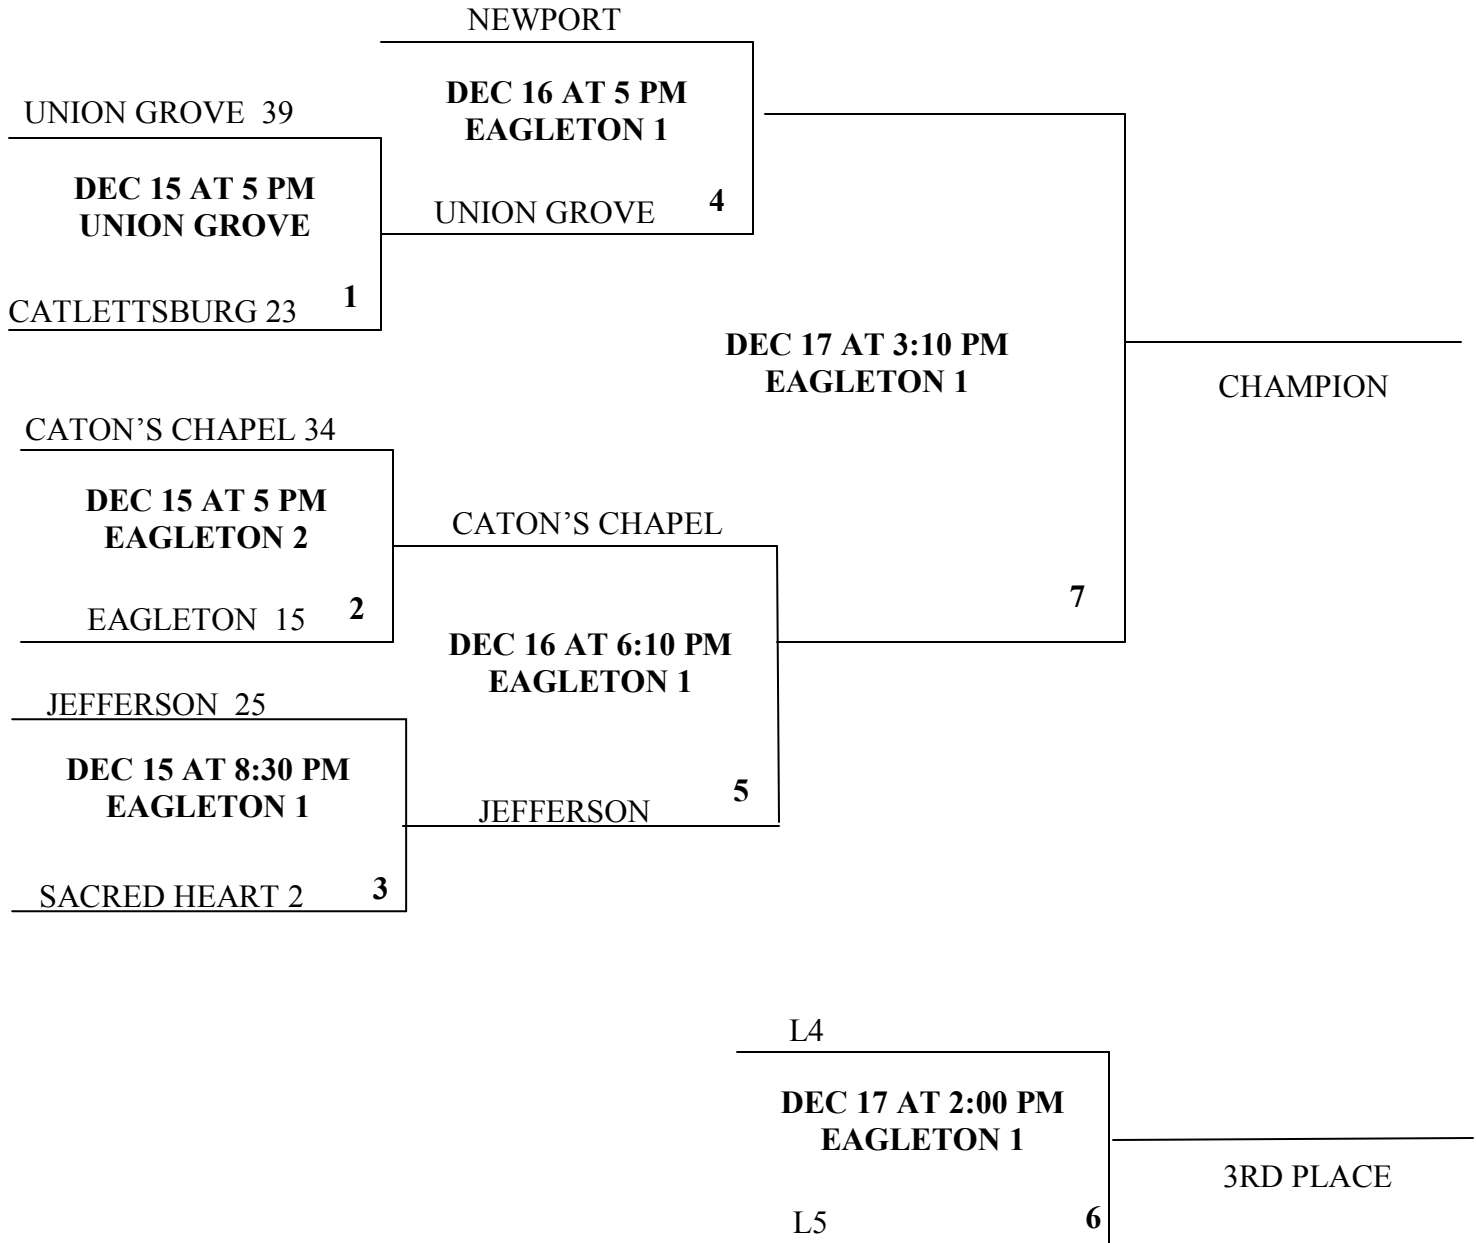 NEWPORT
DEC 16 AT 5 PM
EAGLETON 1
UNION GROVE 39
DEC 15 AT 5 PM
UNION GROVE
UNION GROVE 4
CATLETTSBURG 23 1
DEC 17 AT 3:10 PM
EAGLETON 1
CHAMPION
CATON’S CHAPEL 34
DEC 15 AT 5 PM
EAGLETON 2
CATON’S CHAPEL
EAGLETON 15 2
7
DEC 16 AT 6:10 PM
EAGLETON 1
JEFFERSON 25
DEC 15 AT 8:30 PM
EAGLETON 1
JEFFERSON 5
SACRED HEART 2 3
L4
DEC 17 AT 2:00 PM
EAGLETON 1
3RD PLACE
L5 6